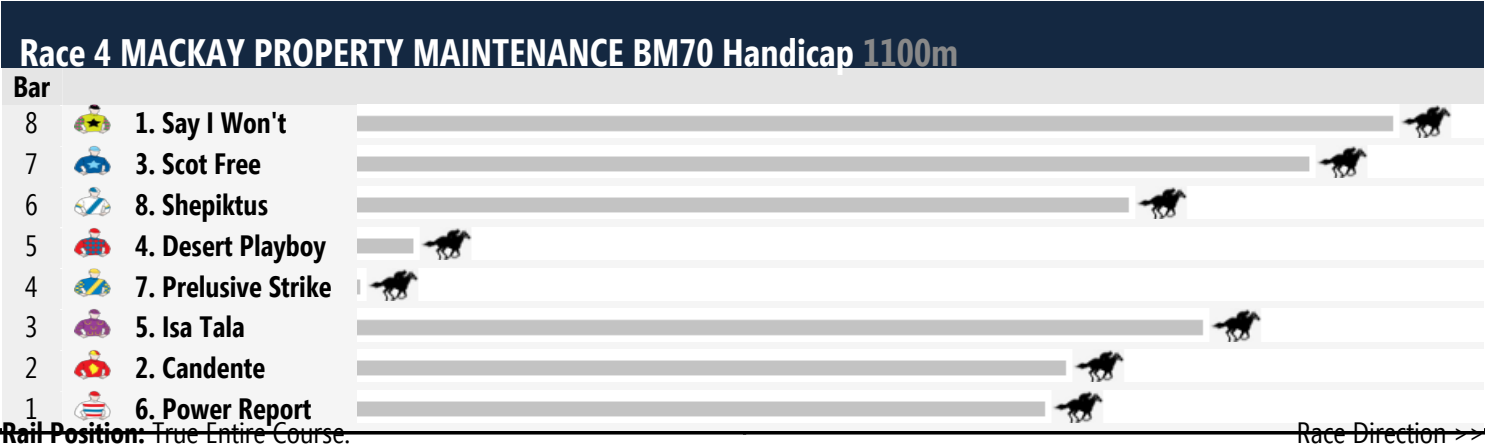 Race 4 MACKAY PROPERTY MAINTENANCE BM70 Handicap 1100m
Bar
8 1. Say I Won't
7 3. Scot Free
6 8. Shepiktus
5 4. Desert Playboy
4 7. Prelusive Strike
3 5. Isa Tala
2 2. Candente
1 6. Power Report
Rail Position: True Entire Course. Race Direction >>